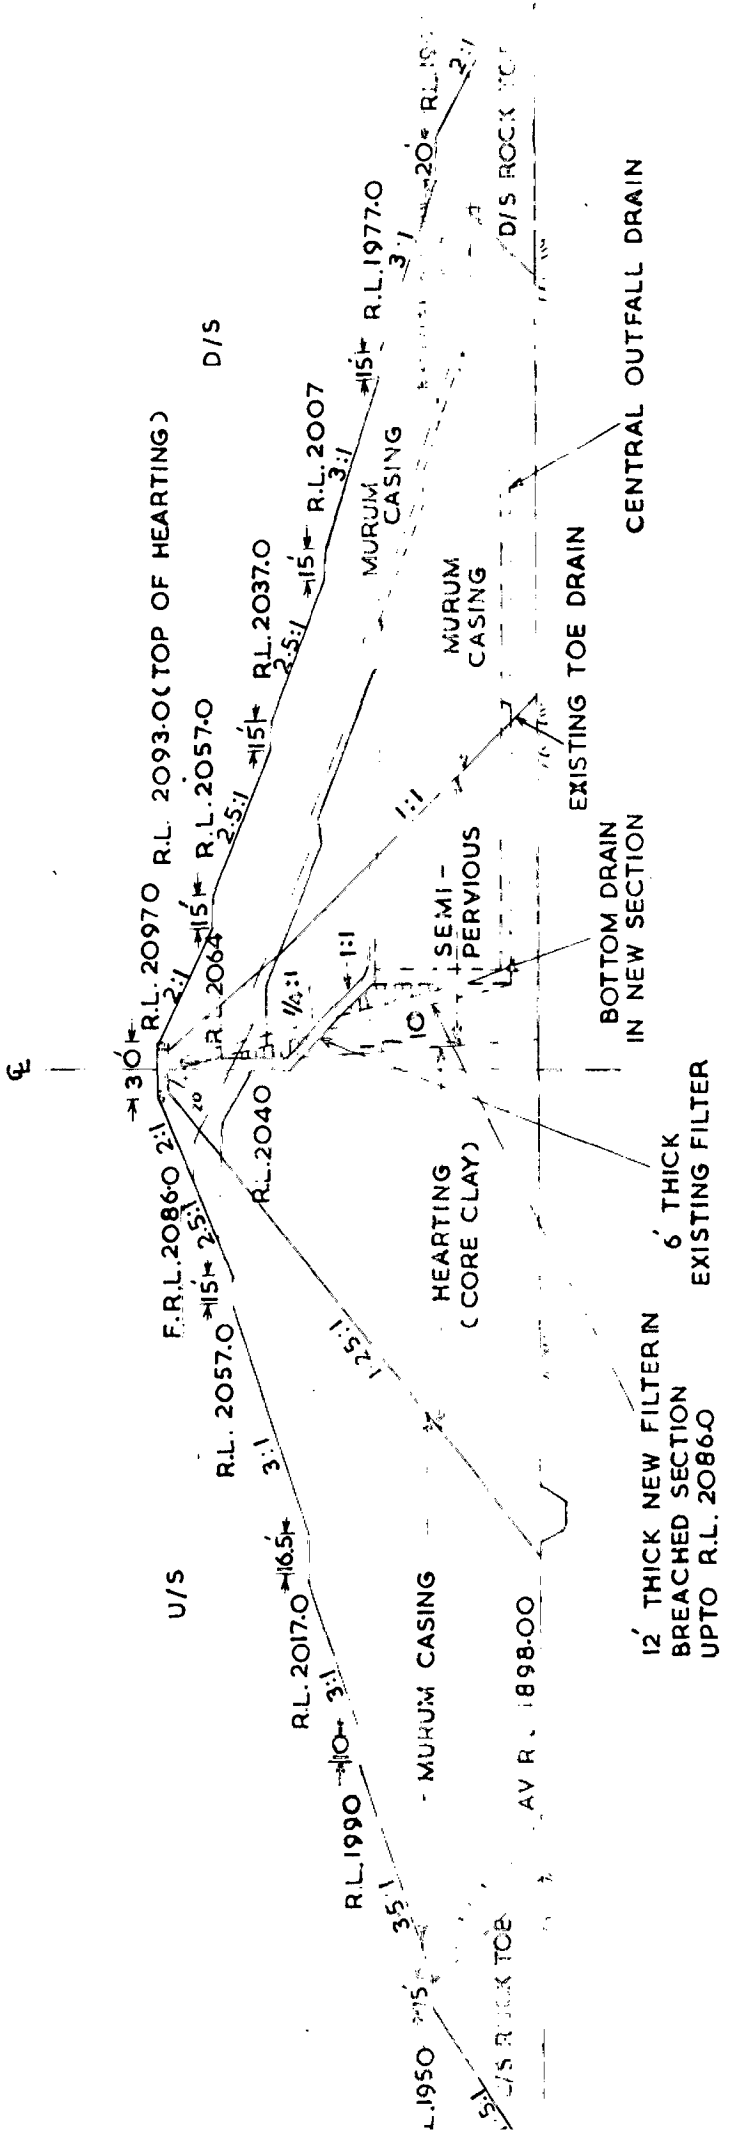 ℄
U/S
D/S
3 0'
R.L. 2097 0
R.L. 2093.0 (TOP OF HEARTING)
F.R.L. 2086.0
2:1
2:1
2.5:1
15'
R.L. 2057.0
3:1
16.5'
R.L. 2017.0
3:1
10
R.L. 1990
15'
R.L. 2057.0
R.L. 2064
2.5:1
15'
R.L. 2037.0
2.5:1
15'
R.L. 2007
3:1
15'
R.L. 1977.0
3:1
20'
2:1
20
R.L. 2040
1/4:1
1:1
1:1
1.25:1
10
MURUM
CASING
MURUM
CASING
SEMI-
PERVIOUS
HEARTING
(CORE CLAY)
MURUM CASING
L.1950
15'
5:1
U/S ROCK TOE
D/S ROCK TOE
AV R. 1898.00
CENTRAL OUTFALL DRAIN
EXISTING TOE DRAIN
BOTTOM DRAIN
IN NEW SECTION
6' THICK
EXISTING FILTER
12' THICK NEW FILTER IN
BREACHED SECTION
UPTO R.L. 2086.0